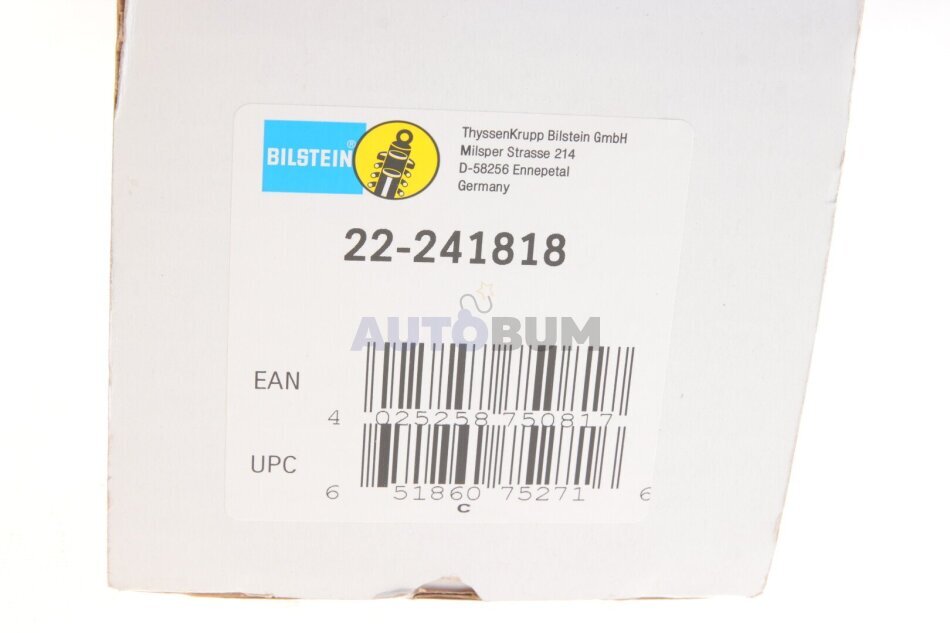 BILSTEIN®
ThyssenKrupp Bilstein GmbH
Milsper Strasse 214
D-58256 Ennepetal
Germany
22-241818
AUTOBUM
EAN
4 025258 750817
UPC
6 51860 75271 6
C